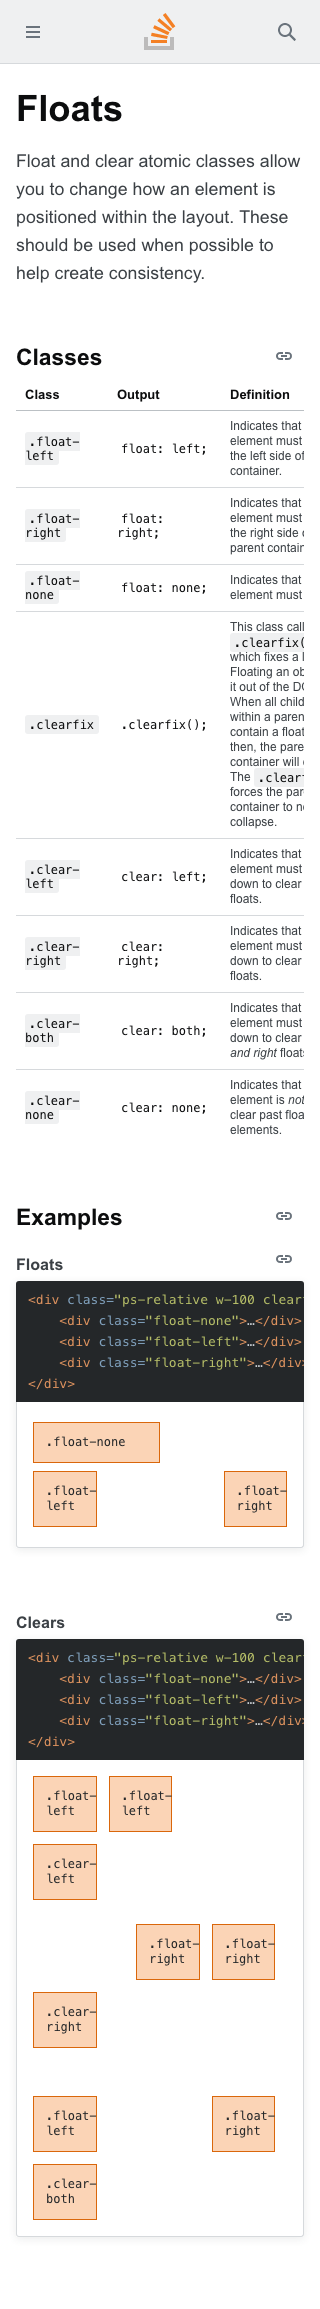 Floats
Float and clear atomic classes allow
you to change how an element is
positioned within the layout. These
should be used when possible to
help create consistency.
Classes
Class Output Definition
.float-
left
float: left;
Indicates that
element must
the left side of
container.
.float-
right
float:
right;
Indicates that
element must
the right side
parent contain
.float-
none
float: none;
Indicates that
element must
.clearfix
.clearfix();
This class call
.clearfix(
which fixes a
Floating an ob
it out of the DO
When all child
within a paren
contain a float
then, the pare
container will
The .clear
forces the par
container to n
collapse.
.clear-
left
clear: left;
Indicates that
element must
down to clear
floats.
.clear-
right
clear:
right;
Indicates that
element must
down to clear
floats.
.clear-
both
clear: both;
Indicates that
element must
down to clear
and right float
.clear-
none
clear: none;
Indicates that
element is not
clear past floa
elements.
Examples
Floats
<div class="ps-relative w-100 clear
<div class="float-none">…</div>
<div class="float-left">…</div>
<div class="float-right">…</div
</div>
.float-none
.float-
left
.float-
right
Clears
<div class="ps-relative w-100 clear
<div class="float-none">…</div>
<div class="float-left">…</div>
<div class="float-right">…</div
</div>
.float-
left
.float-
left
.clear-
left
.float-
right
.float-
right
.clear-
right
.float-
left
.float-
right
.clear-
both